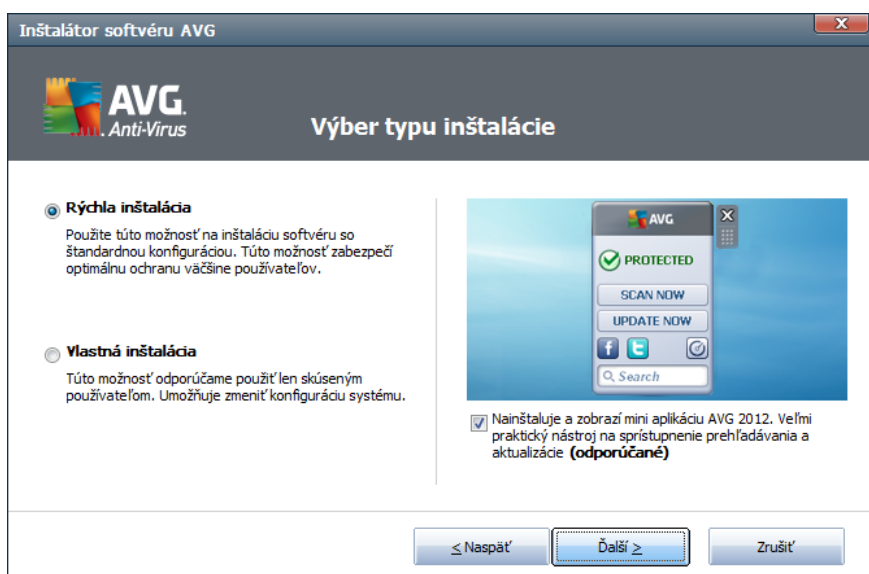 Inštalátor softvéru AVG
X
AVG.
Anti-Virus
Výber typu inštalácie
Rýchla inštalácia
Použite túto možnosť na inštaláciu softvéru so
štandardnou konfiguráciou. Túto možnosť zabezpečí
optimálnu ochranu väčšine používateľov.
Vlastná inštalácia
Túto možnosť odporúčame použiť len skúseným
používateľom. Umožňuje zmeniť konfiguráciu systému.
AVG
X
PROTECTED
SCAN NOW
UPDATE NOW
f
t
Search
Nainštaluje a zobrazí mini aplikáciu AVG 2012. Veľmi
praktický nástroj na sprístupnenie prehľadávania a
aktualizácie (odporúčané)
< Naspäť
Ďalší >
Zrušiť